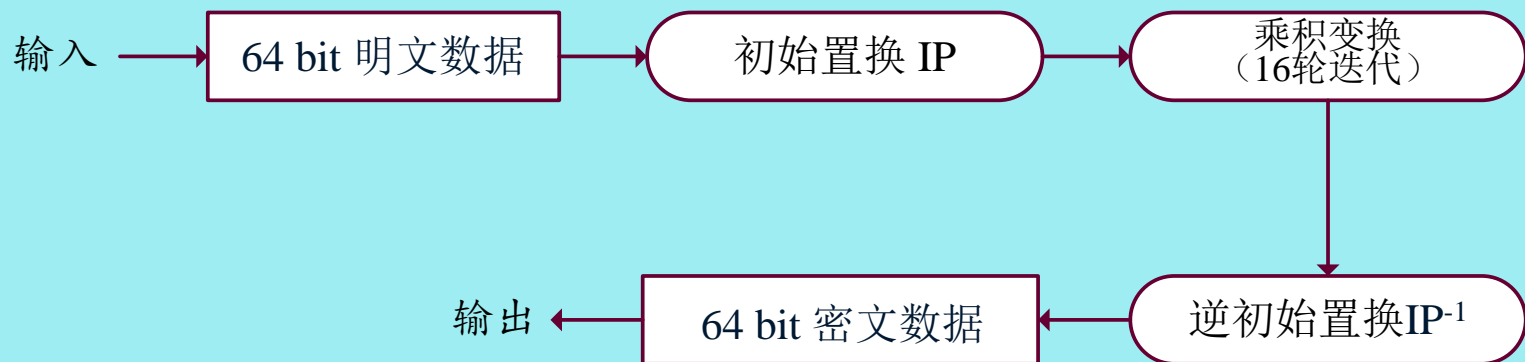 输入
64 bit 明文数据
初始置换 IP
乘积变换
（16轮迭代）
逆初始置换IP-1
64 bit 密文数据
输出